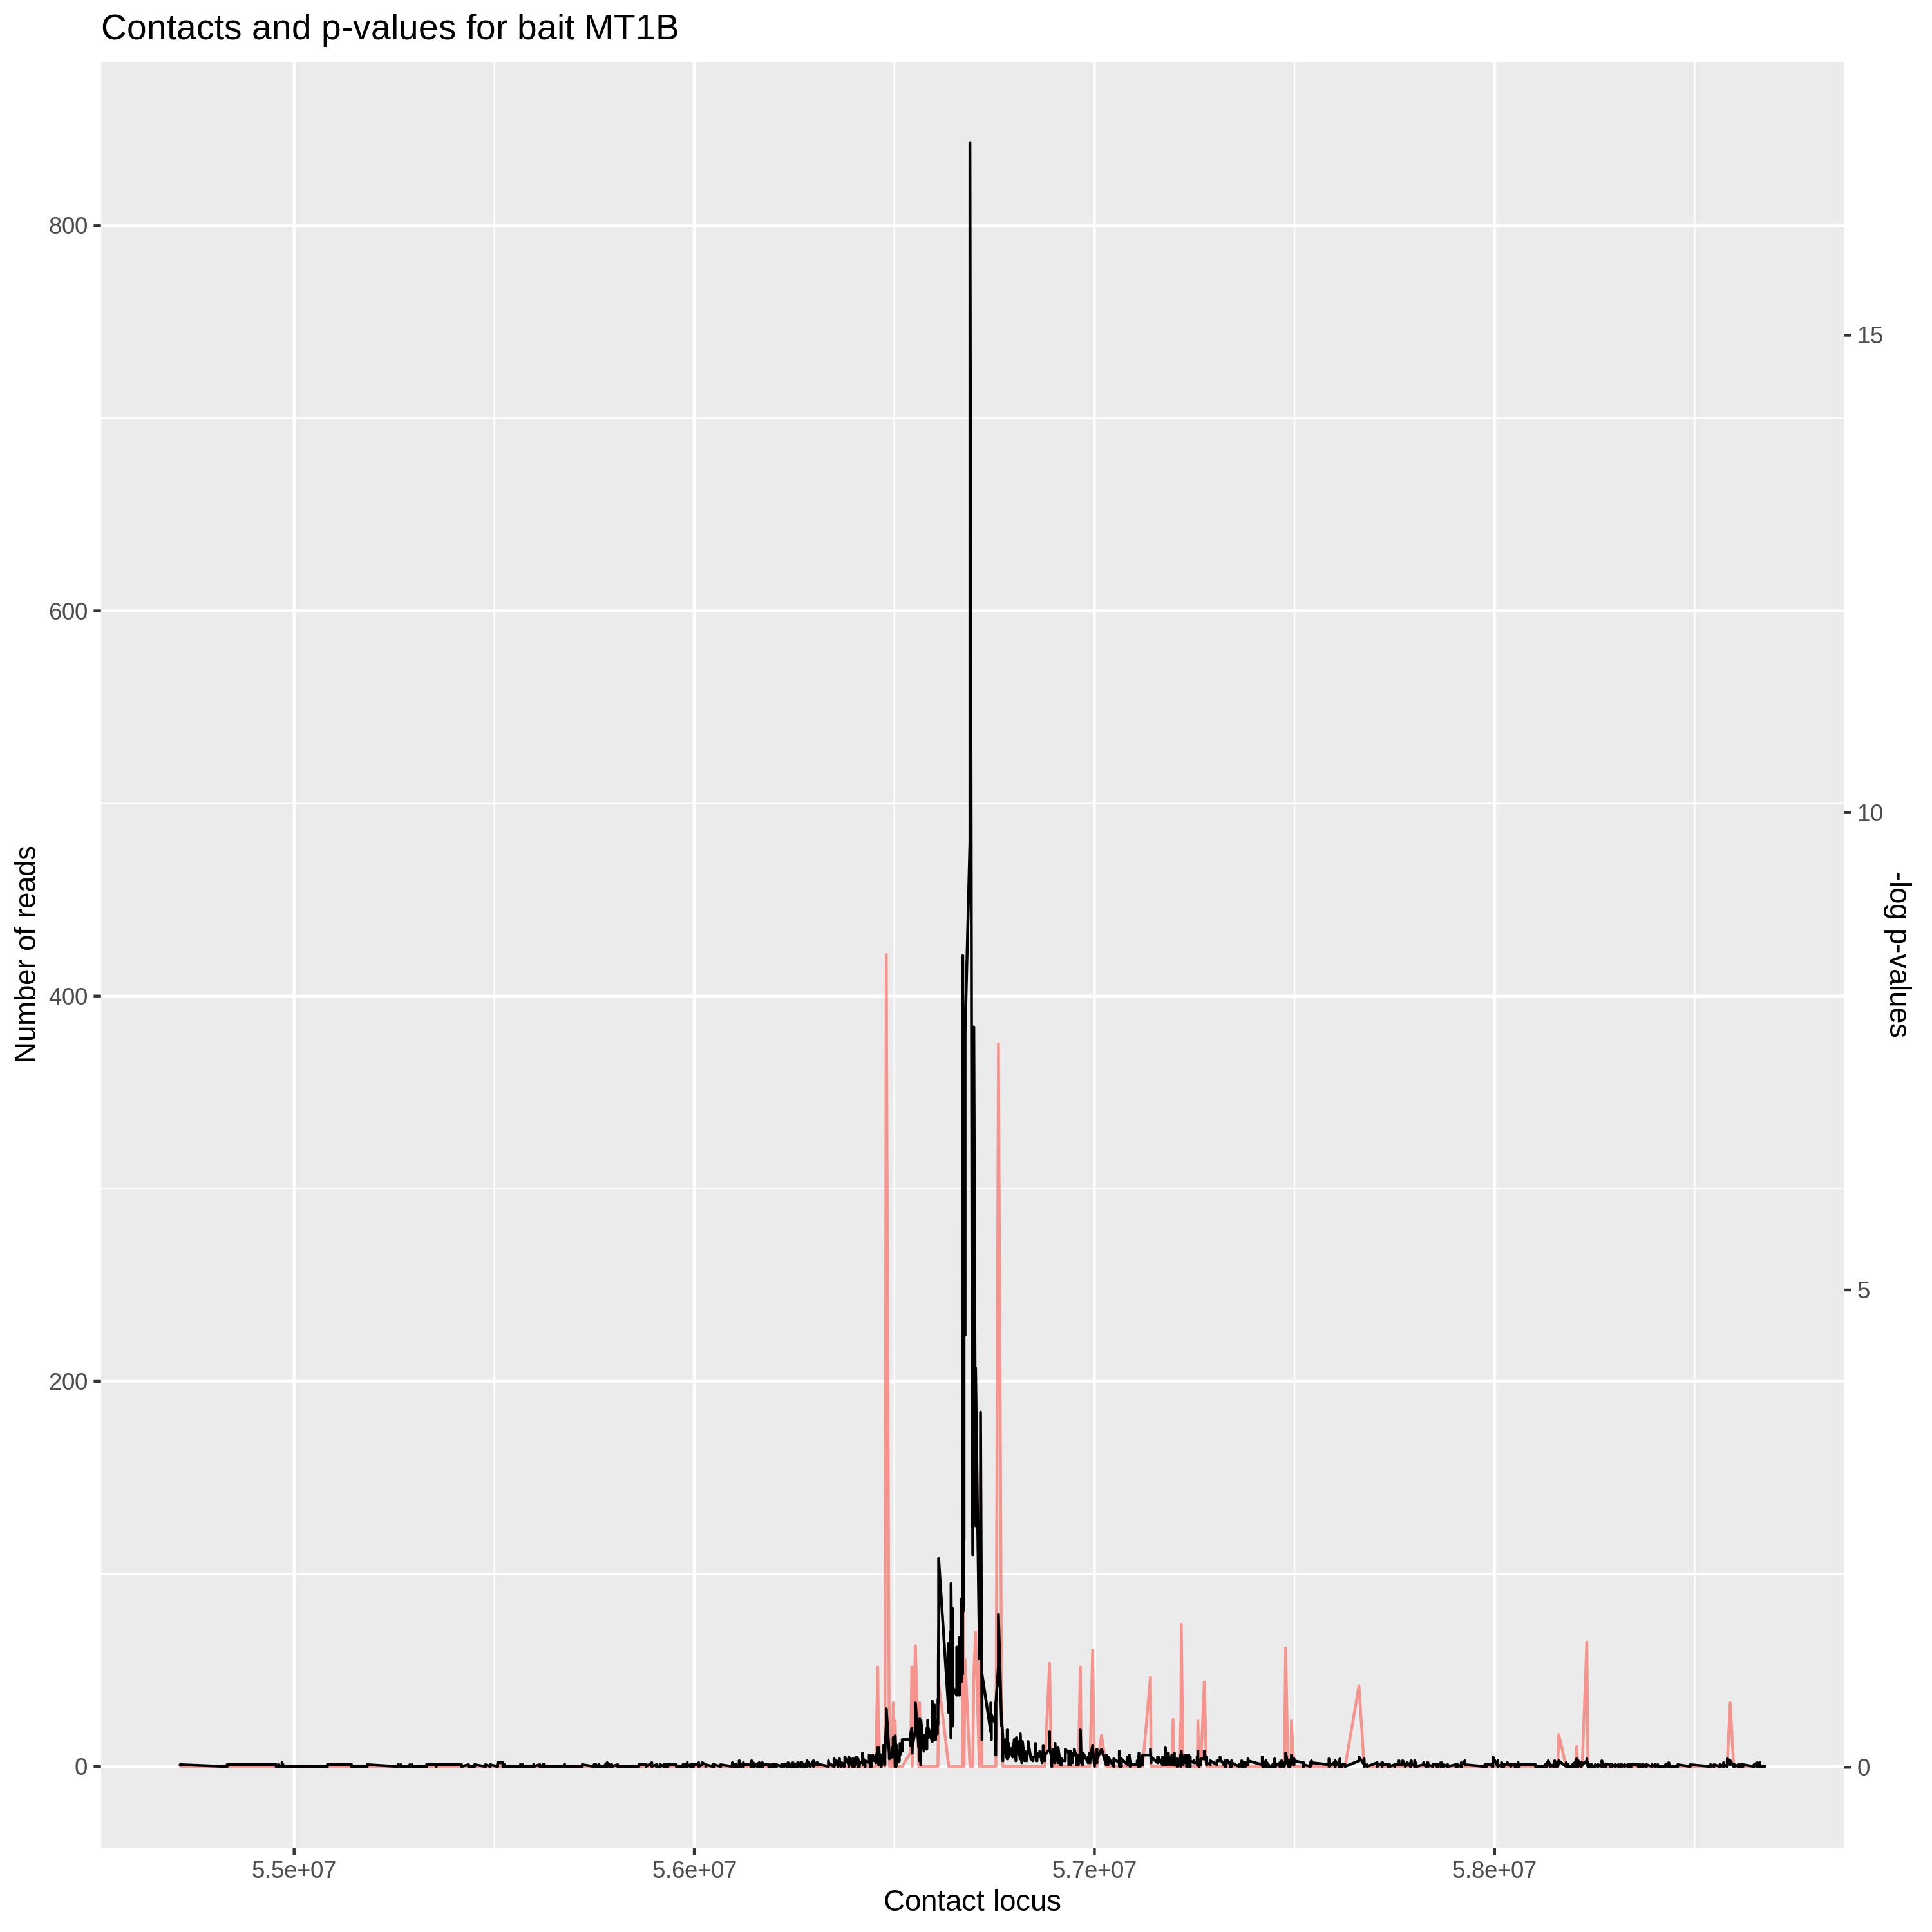 Contacts and p-values for bait MT1B
800
600
400
200
0
Number of reads
15
10
5
0
-log p-values
5.5e+07
5.6e+07
5.7e+07
5.8e+07
Contact locus